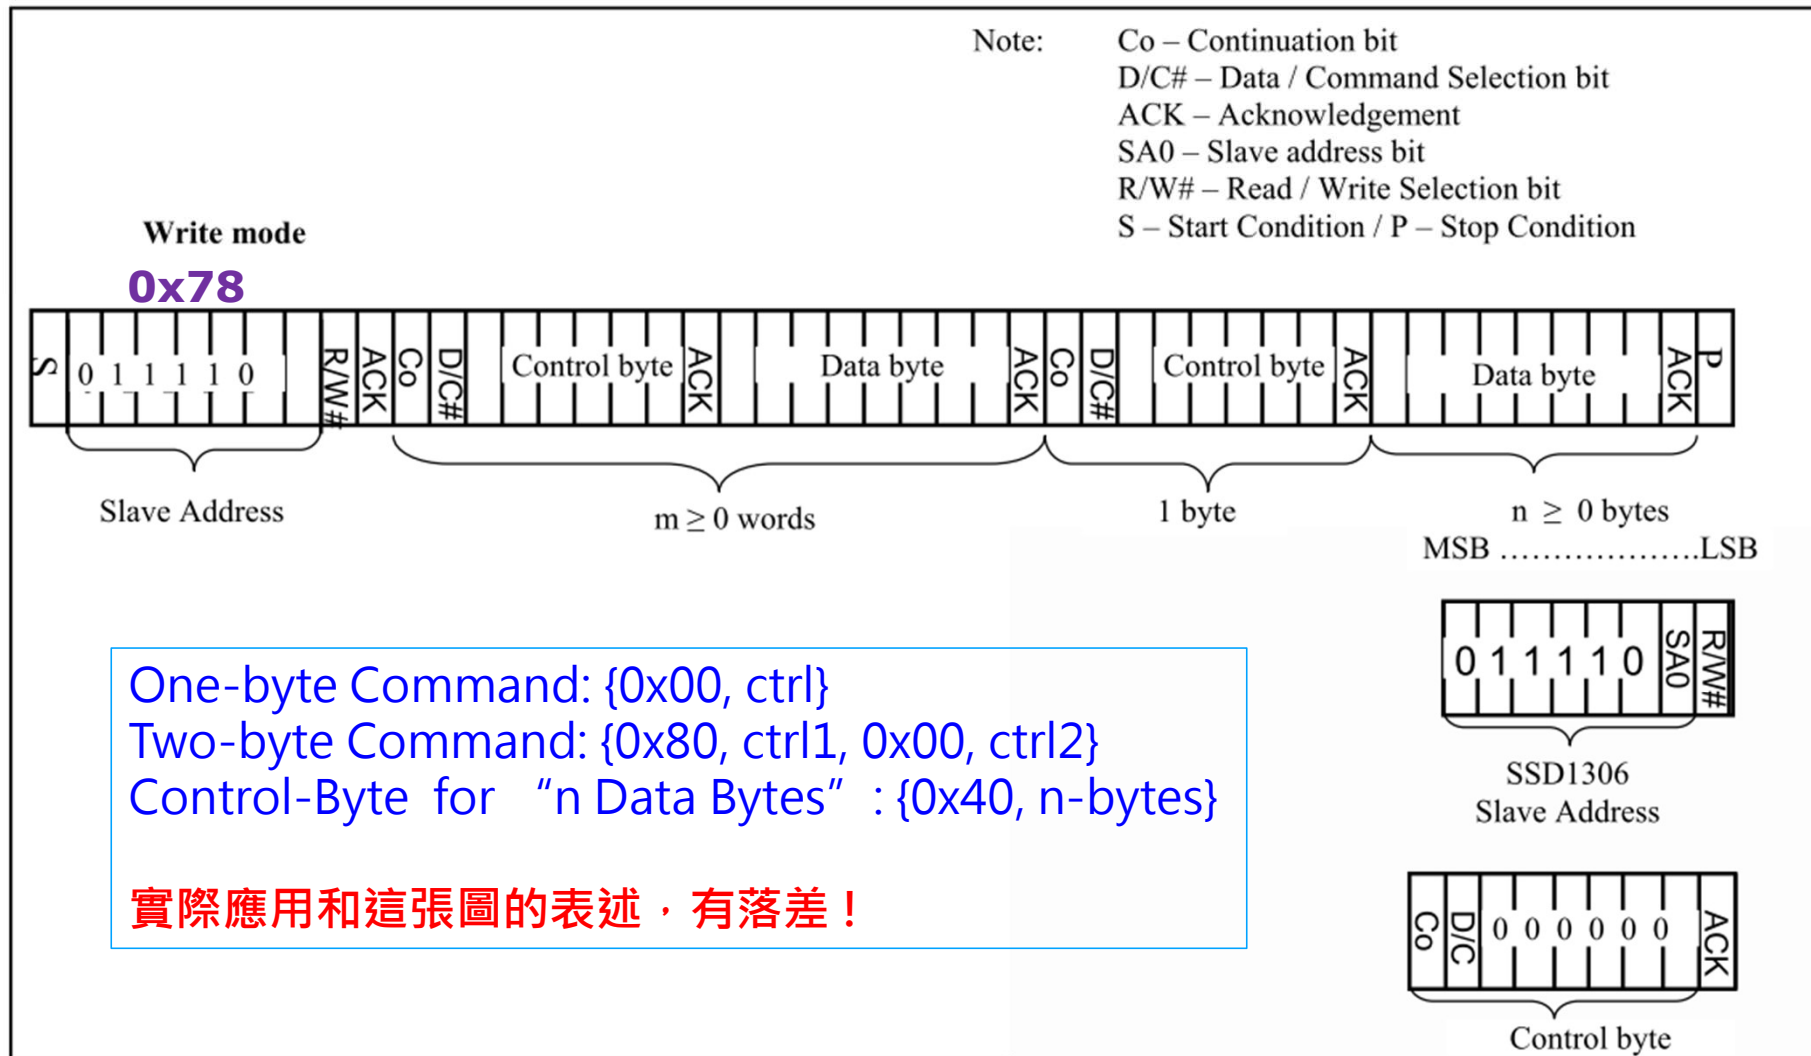 Note: Co – Continuation bit
D/C# – Data / Command Selection bit
ACK – Acknowledgement
SA0 – Slave address bit
R/W# – Read / Write Selection bit
S – Start Condition / P – Stop Condition
Write mode
0x78
S 0 1 1 1 1 0 R/W# ACK Co D/C# Control byte ACK Data byte ACK Co D/C# Control byte ACK Data byte ACK P
Slave Address
m ≥ 0 words
1 byte
n ≥ 0 bytes
MSB ...................LSB
0 1 1 1 1 0 SA0 R/W#
SSD1306
Slave Address
One-byte Command: {0x00, ctrl}
Two-byte Command: {0x80, ctrl1, 0x00, ctrl2}
Control-Byte for “n Data Bytes” : {0x40, n-bytes}
實際應用和這張圖的表述，有落差！
Co D/C 0 0 0 0 0 0 ACK
Control byte